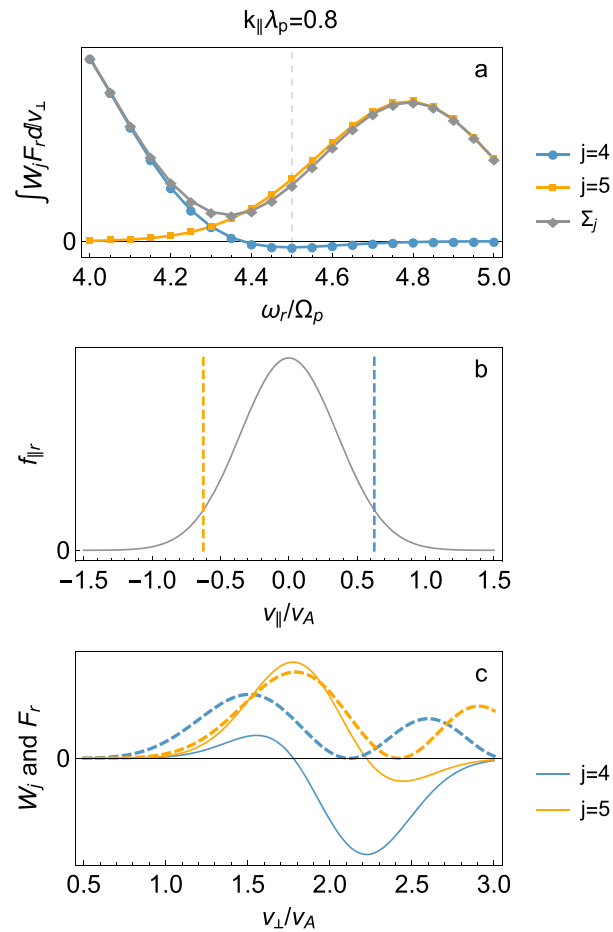 k∥λp=0.8
a
∫WjFrdv⊥
0
4.0 4.2 4.4 4.6 4.8 5.0
ωr/Ωp
j=4
j=5
Σj
b
f∥r
0
−1.5 −1.0 −0.5 0.0 0.5 1.0 1.5
v∥/vA
c
Wj and Fr
0
0.5 1.0 1.5 2.0 2.5 3.0
v⊥/vA
j=4
j=5